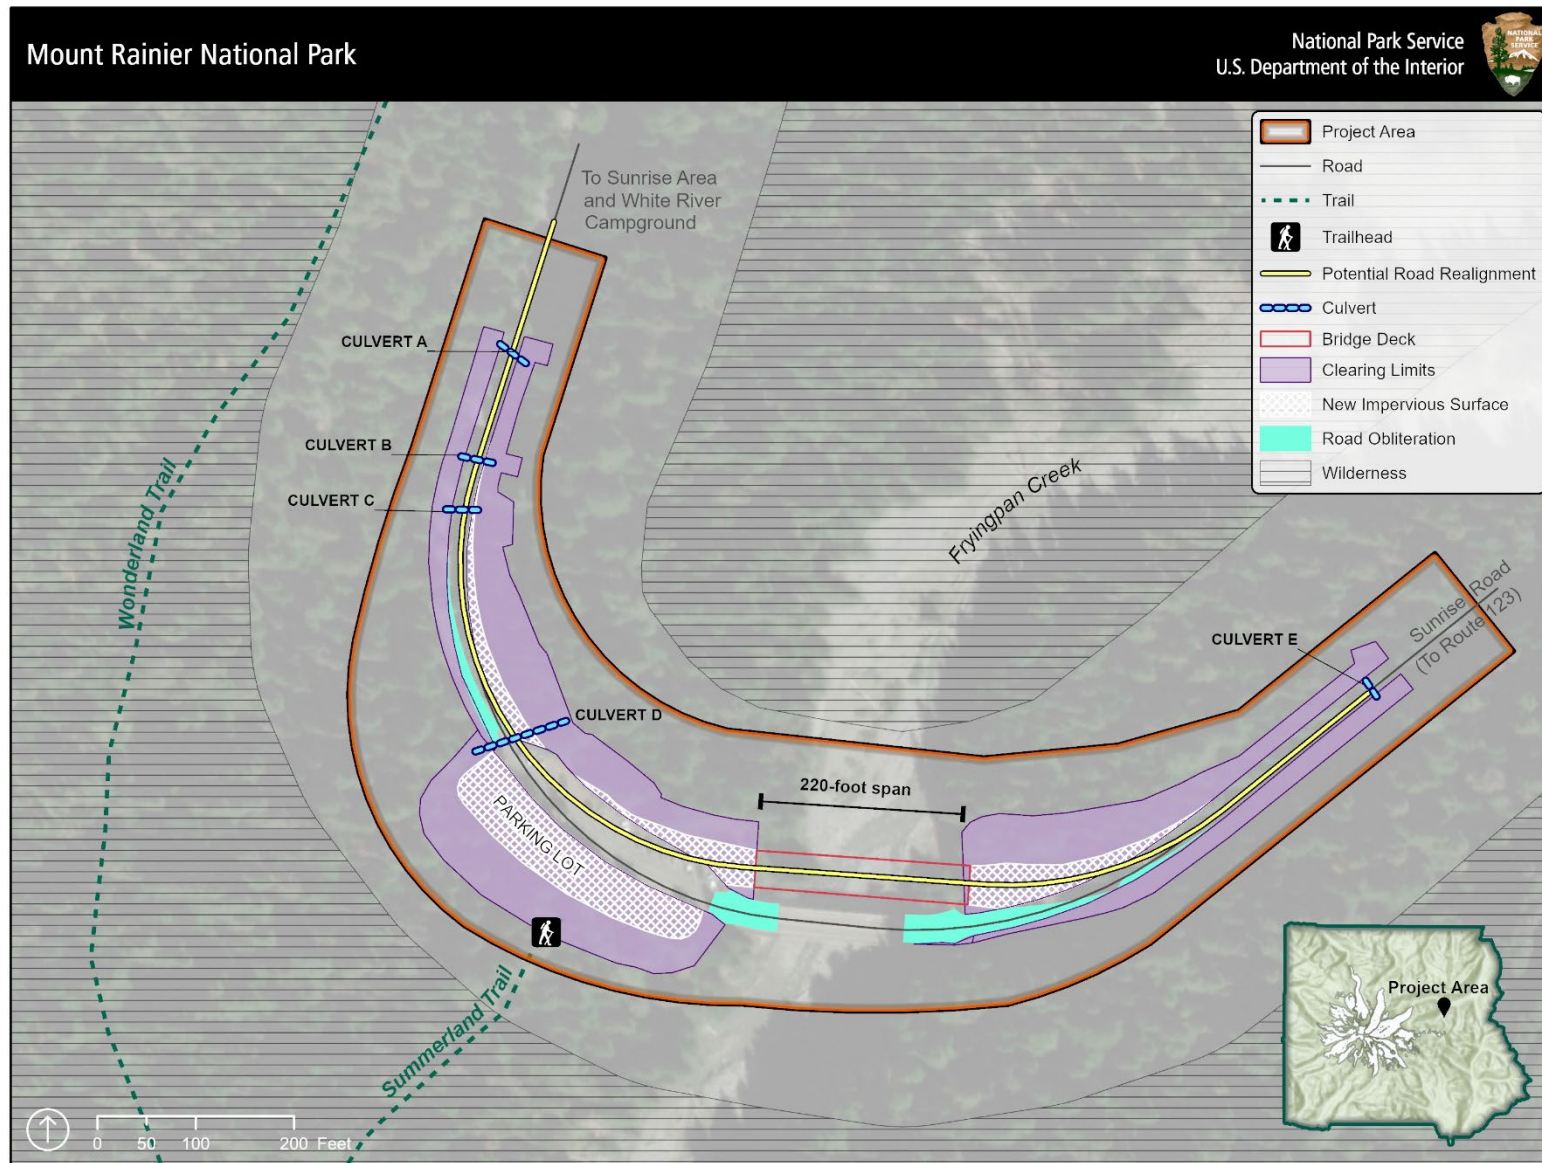 Mount Rainier National Park
National Park Service
U.S. Department of the Interior
NATIONAL
PARK
SERVICE
Project Area
Road
Trail
Trailhead
Potential Road Realignment
Culvert
Bridge Deck
Clearing Limits
New Impervious Surface
Road Obliteration
Wilderness
To Sunrise Area
and White River
Campground
CULVERT A
CULVERT B
CULVERT C
Wonderland Trail
Fryingpan Creek
Sunrise Road
(To Route 123)
CULVERT E
CULVERT D
220-foot span
PARKING LOT
Summerland Trail
Project Area
0 50 100 200 Feet